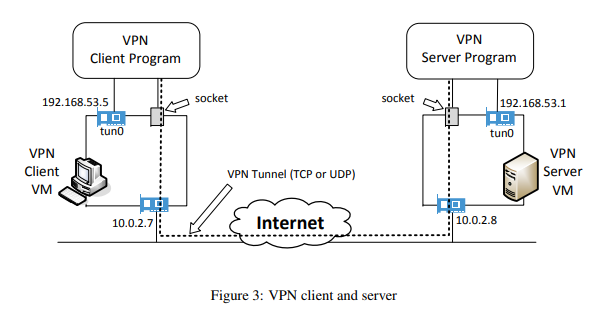 VPN
Client Program
VPN
Server Program
192.168.53.5
socket
socket
192.168.53.1
tun0
tun0
VPN
Client
VM
VPN Tunnel (TCP or UDP)
VPN
Server
VM
10.0.2.7
Internet
10.0.2.8
Figure 3: VPN client and server